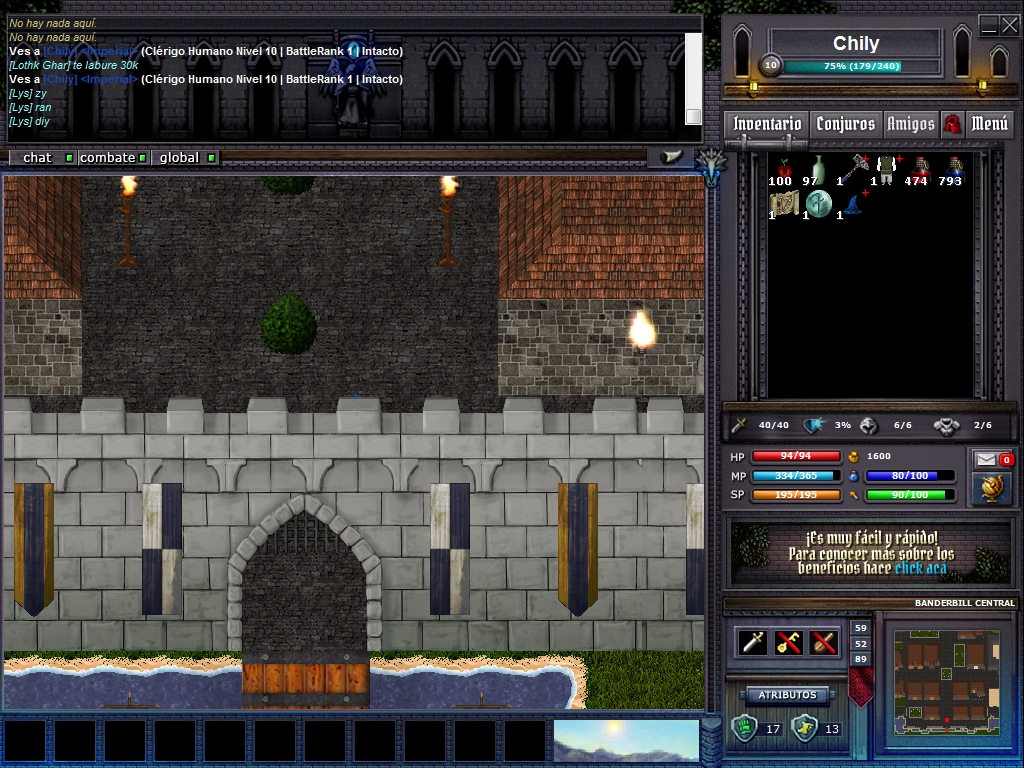 No hay nada aquí.
No hay nada aquí.
Ves a [Chily] <Imperial> (Clérigo Humano Nivel 10 | BattleRank 1 | Intacto)
[Lothk Ghar] te labure 30k
Ves a [Chily] <Imperial> (Clérigo Humano Nivel 10 | BattleRank 1 | Intacto)
[Lys] zy
[Lys] ran
[Lys] diy
chat combate global
Chily
10 75% (179/240)
Inventario Conjuros Amigos Menú
100 97 1 1 474 793
1 1 1
40/40 3% 6/6 2/6
HP 94/94 1600
MP 334/365 80/100
SP 195/195 90/100
0
¡Es muy fácil y rápido!
Para conocer más sobre los
beneficios hace click acá
BANDERBILL CENTRAL
59
52
89
ATRIBUTOS
17 13